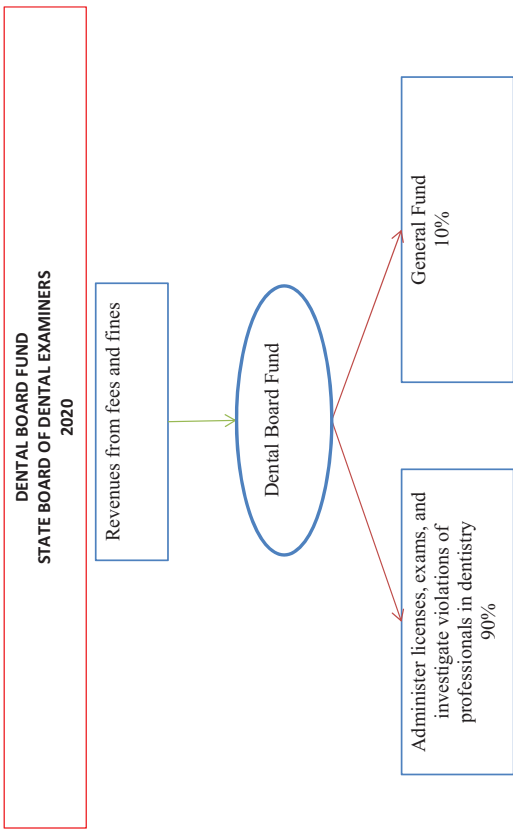 DENTAL BOARD FUND
STATE BOARD OF DENTAL EXAMINERS
2020
Revenues from fees and fines
Dental Board Fund
Administer licenses, exams, and
investigate violations of
professionals in dentistry
90%
General Fund
10%